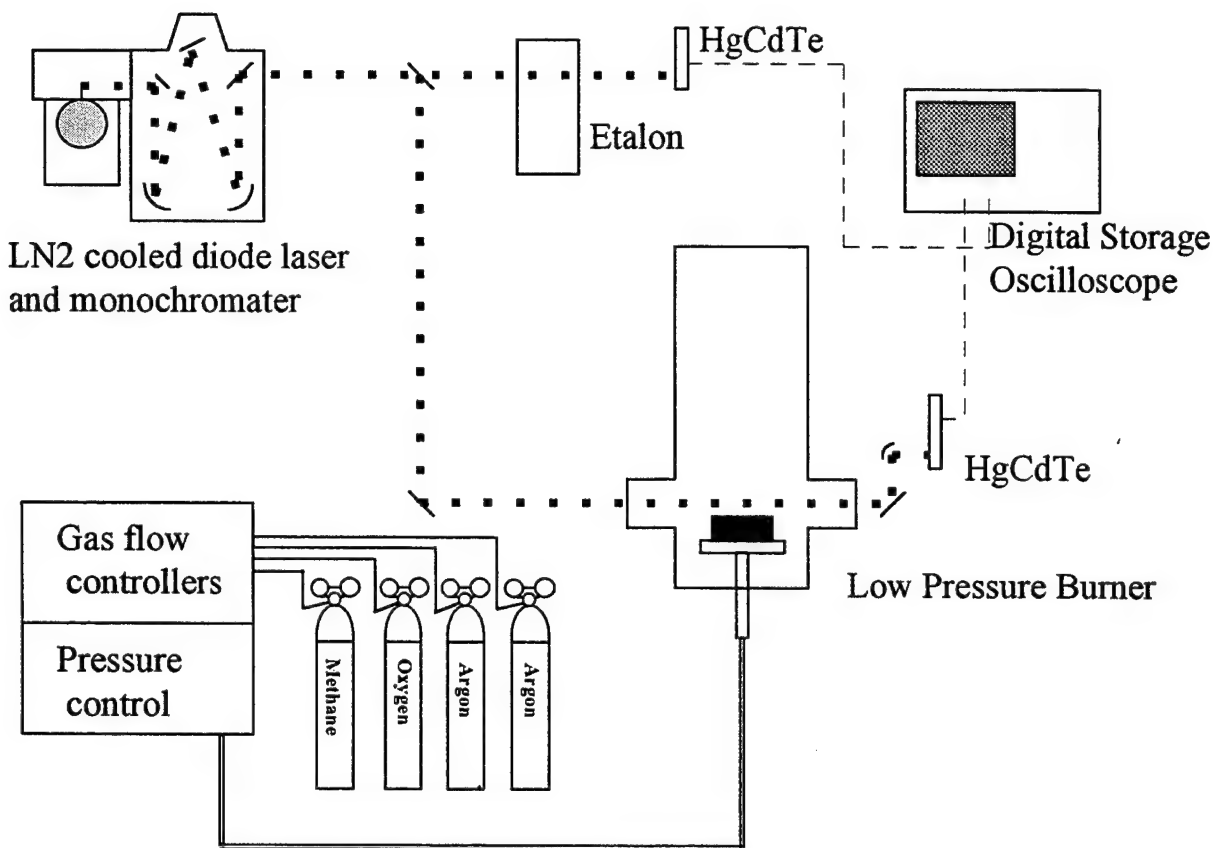 HgCdTe
Etalon
LN2 cooled diode laser
and monochromater
Digital Storage
Oscilloscope
HgCdTe
Low Pressure Burner
Gas flow
controllers
Pressure
control
Methane
Oxygen
Argon
Argon